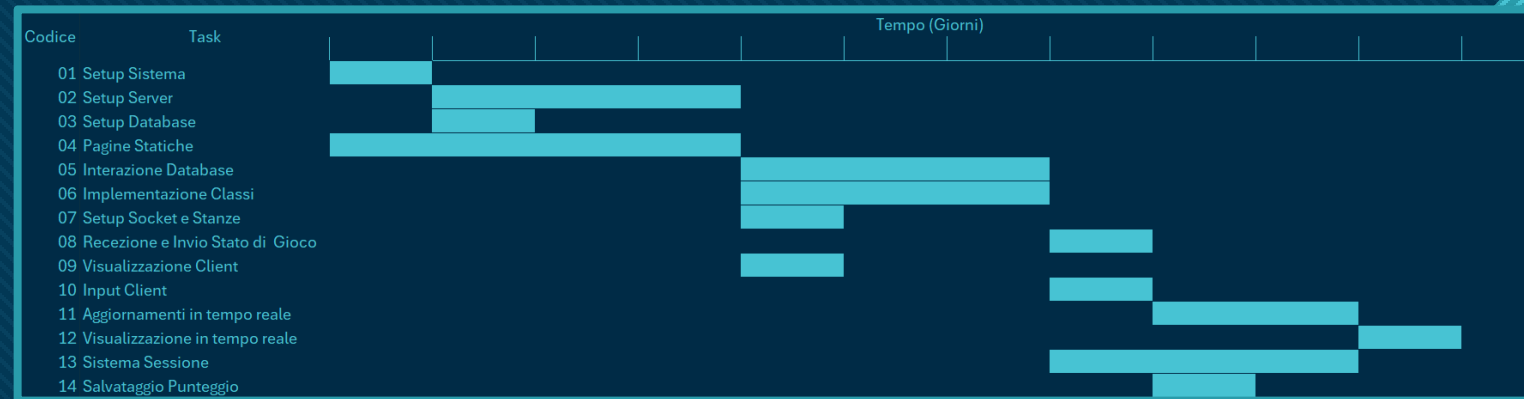 Tempo (Giorni)
Codice Task
01 Setup Sistema
02 Setup Server
03 Setup Database
04 Pagine Statiche
05 Interazione Database
06 Implementazione Classi
07 Setup Socket e Stanze
08 Recezione e Invio Stato di  Gioco
09 Visualizzazione Client
10 Input Client
11 Aggiornamenti in tempo reale
12 Visualizzazione in tempo reale
13 Sistema Sessione
14 Salvataggio Punteggio